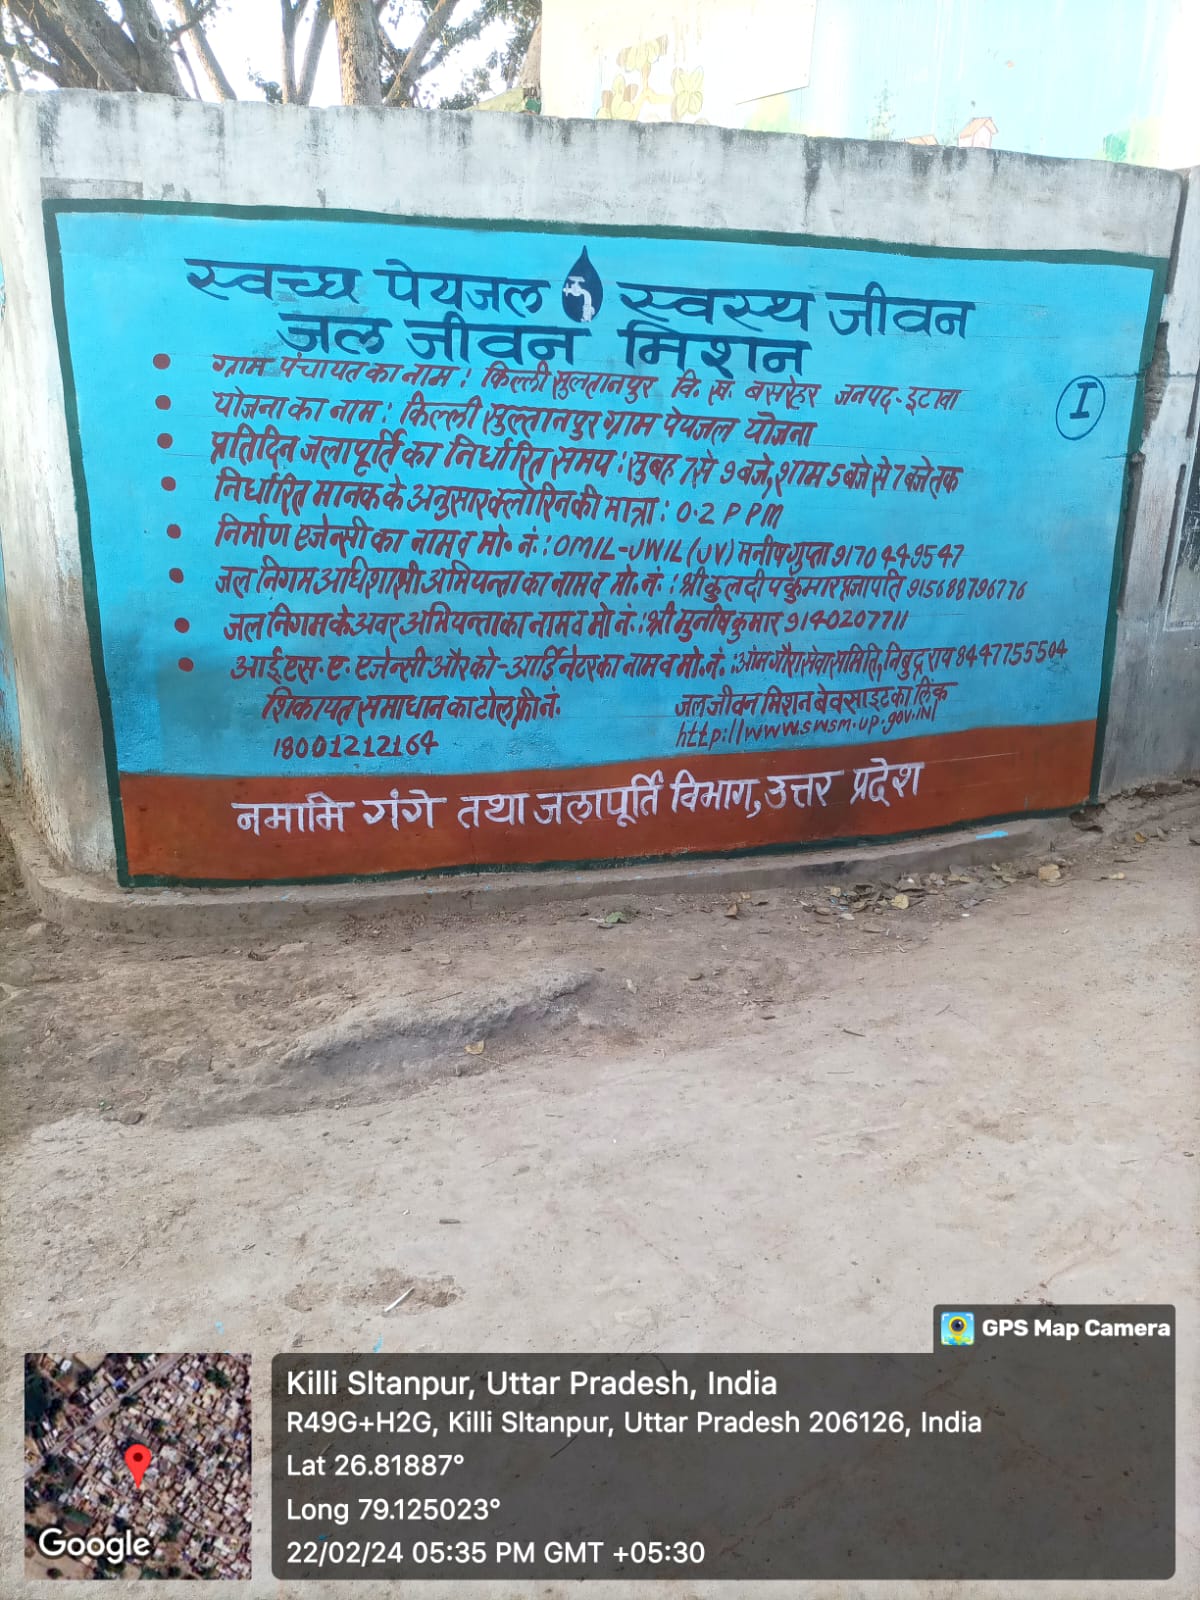 स्वच्छ पेयजल स्वस्थ जीवन
जल जीवन मिशन
ग्राम पंचायत का नाम : किल्ली सुलतानपुर वि. ख. बसरेहर जनपद - इटावा
योजना का नाम : किल्ली सुल्तानपुर ग्राम पेयजल योजना
प्रतिदिन जलापूर्ति का निर्धारित समय : सुबह 7 से 9 बजे, शाम 5 बजे से 7 बजे तक
निर्धारित मानक के अनुसार क्लोरिन की मात्रा : 0.2 PPM
निर्माण एजेन्सी का नाम व मो. नं. : OMIL-JWIL (JV) मनीष गुप्ता 9170449547
जल निगम अधिशाषी अभियन्ता का नाम व मो. नं. : श्री कुलदीप कुमार प्रजापति 915688796776
जल निगम के अवर अभियन्ता का नाम व मो नं. : श्री मुनीष कुमार 9140207711
आई. एस. ए. एजेन्सी और को-आर्डिनेटर का नाम व मो. नं. : ओम गौरा सेवा समिति, राय 8447755504
शिकायत समाधान का टोल फ्री नं. जल जीवन मिशन बेवसाइट का लिंक
18001212164 http://www.swsm.up.gov.in/
I
नमामि गंगे तथा जलापूर्ति विभाग, उत्तर प्रदेश
GPS Map Camera
Killi Sltanpur, Uttar Pradesh, India
R49G+H2G, Killi Sltanpur, Uttar Pradesh 206126, India
Lat 26.81887°
Long 79.125023°
22/02/24 05:35 PM GMT +05:30
Google